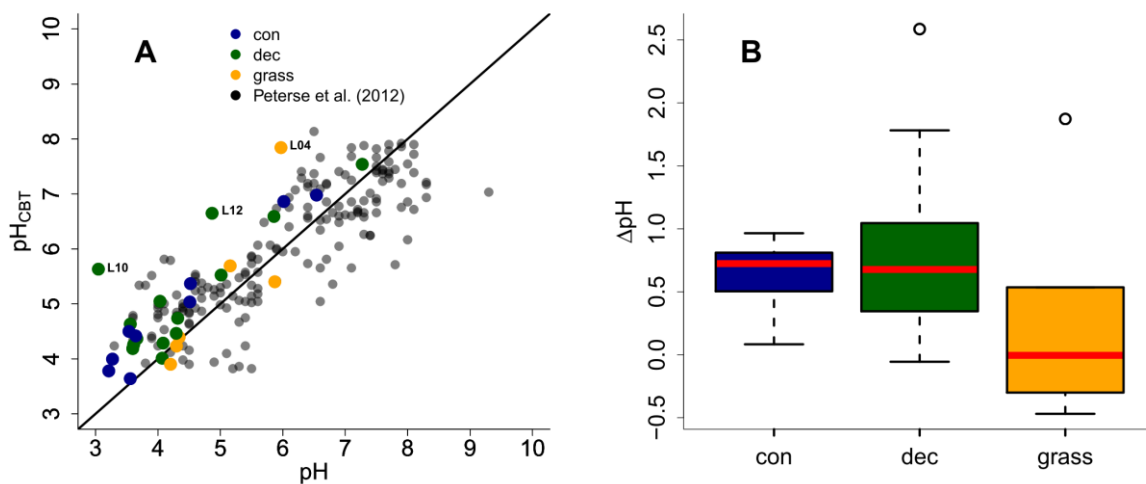 A
con
dec
grass
Peterse et al. (2012)
L04
L12
L10
10
9
8
7
6
5
4
3
pHCBT
3 4 5 6 7 8 9 10
pH
B
2.5
2.0
1.5
1.0
0.5
0.0
−0.5
ΔpH
con dec grass